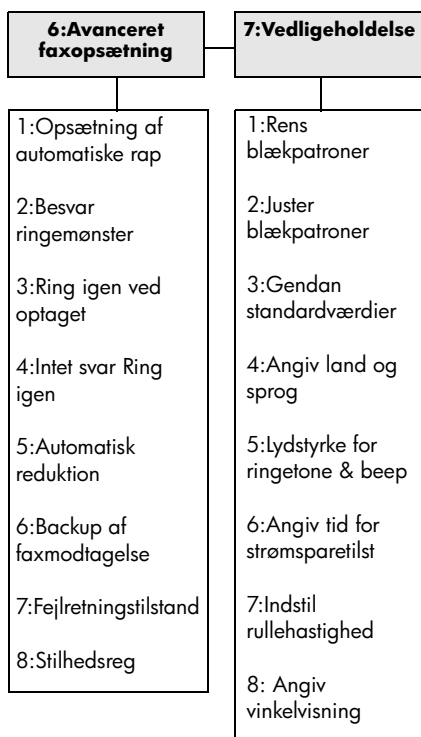 6:Avanceret
faxopsætning
7:Vedligeholdelse
1:Opsætning af
automatiske rap
2:Besvar
ringemønster
3:Ring igen ved
optaget
4:Intet svar Ring
igen
5:Automatisk
reduktion
6:Backup af
faxmodtagelse
7:Fejlretningstilstand
8:Stilhedsreg
1:Rens
blækpatroner
2:Juster
blækpatroner
3:Gendan
standardværdier
4:Angiv land og
sprog
5:Lydstyrke for
ringetone & beep
6:Angiv tid for
strømsparetilst
7:Indstil
rullehastighed
8: Angiv
vinkelvisning